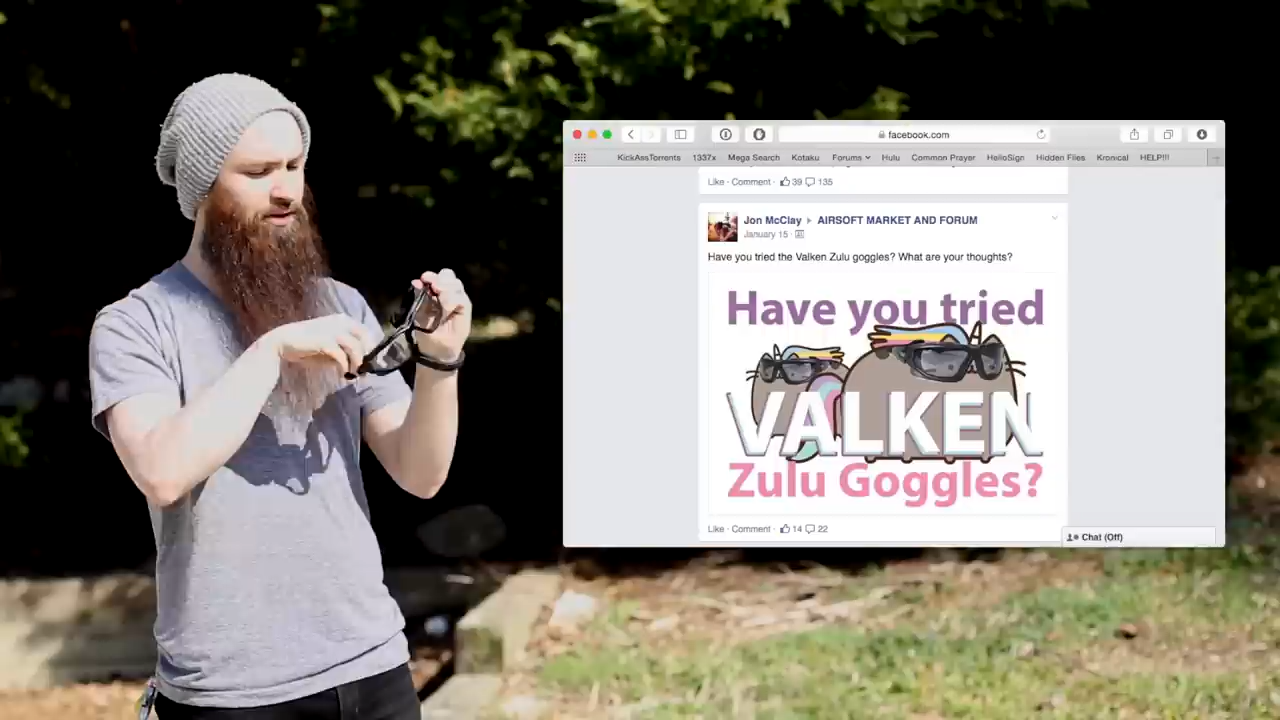 facebook.com
KickAssTorrents 1337x Mega Search Kotaku Forums Hulu Common Prayer HelloSign Hidden Files Kronical HELP!!!
Like · Comment · 39 135
Jon McClay ▸ AIRSOFT MARKET AND FORUM
January 15 ·
Have you tried the Valken Zulu goggles? What are your thoughts?
Have you tried
VALKEN
Zulu Goggles?
Like · Comment · 14 22
Chat (Off)